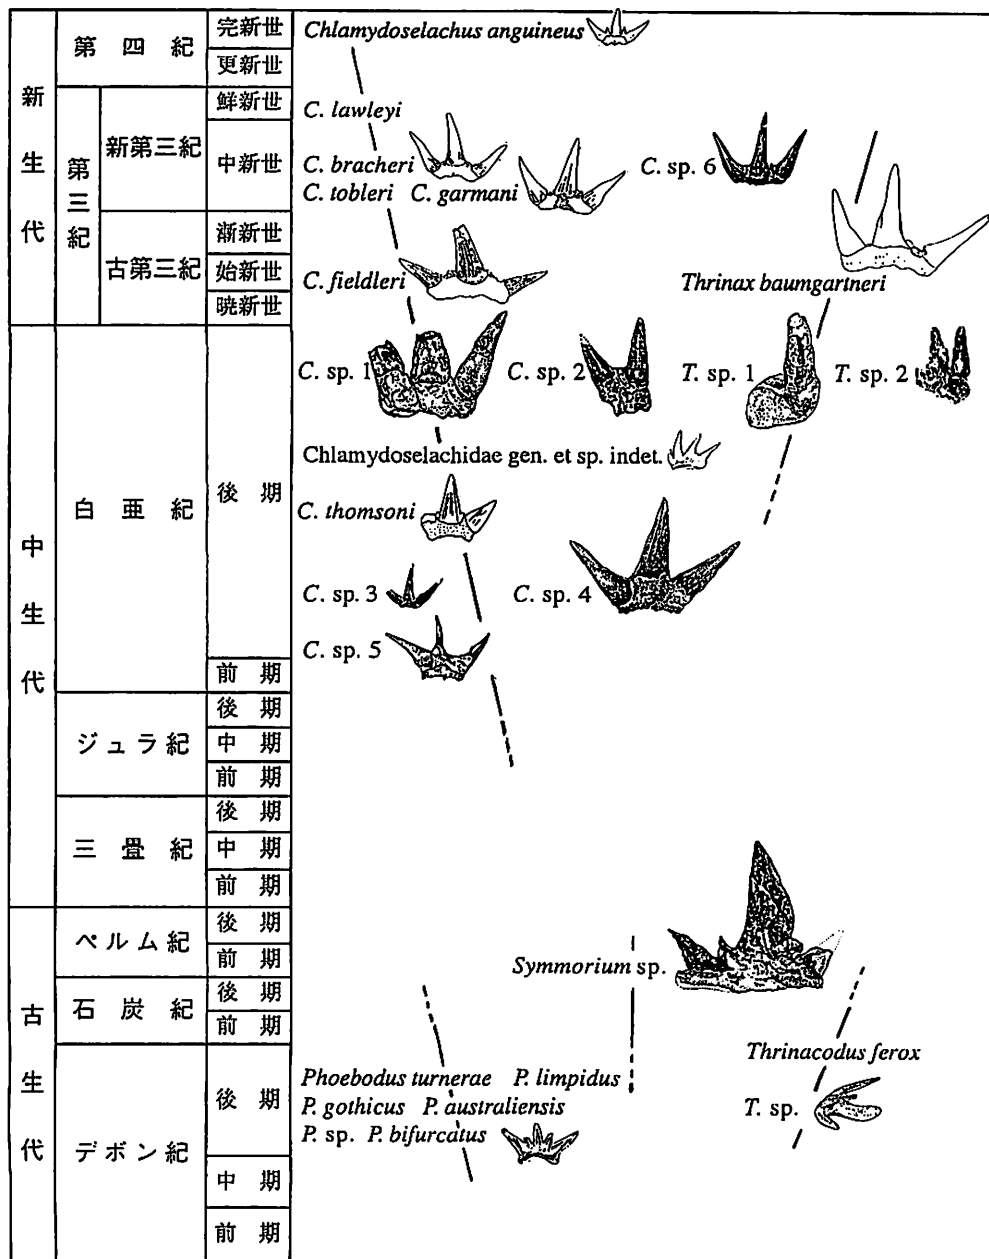 新生代
第四紀
完新世
更新世
第三紀
新第三紀
鮮新世
中新世
古第三紀
漸新世
始新世
暁新世
中生代
白亜紀
後期
前期
ジュラ紀
後期
中期
前期
三畳紀
後期
中期
前期
古生代
ペルム紀
後期
前期
石炭紀
後期
前期
デボン紀
後期
中期
前期
Chlamydoselachus anguineus
C. lawleyi
C. bracheri
C. sp. 6
C. tobleri C. garmani
C. fieldleri
Thrinax baumgartneri
C. sp. 1
C. sp. 2
T. sp. 1
T. sp. 2
Chlamydoselachidae gen. et sp. indet.
C. thomsoni
C. sp. 3
C. sp. 4
C. sp. 5
Symmorium sp.
Thrinacodus ferox
T. sp.
Phoebodus turnerae P. limpidus
P. gothicus P. australiensis
P. sp. P. bifurcatus